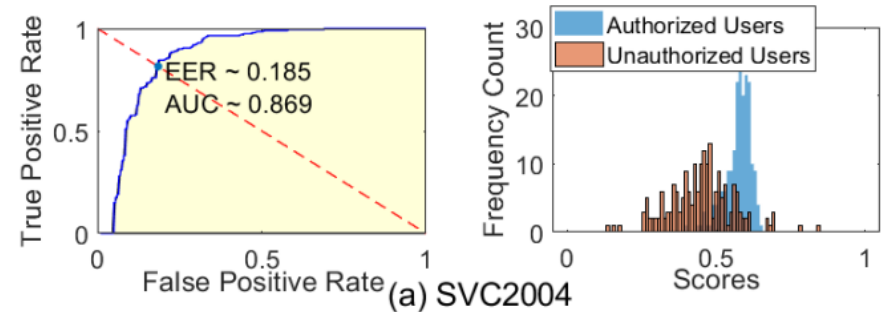 True Positive Rate
1
0.5
0
EER ~ 0.185
AUC ~ 0.869
0
0.5
1
False Positive Rate
Frequency Count
30
20
10
0
Authorized Users
Unauthorized Users
0
0.5
1
Scores
(a) SVC2004